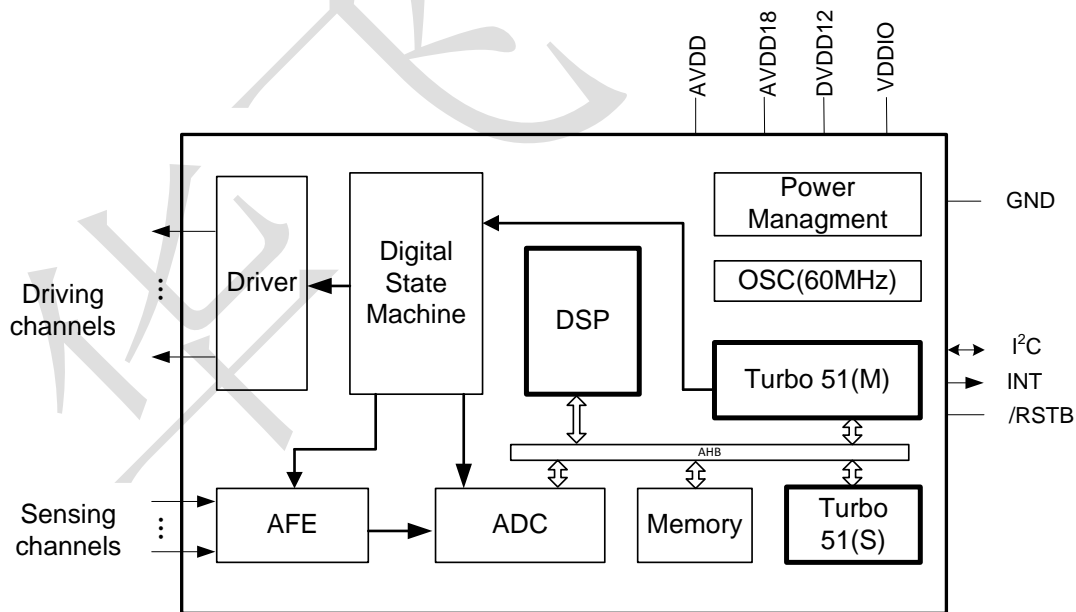 AVDD
AVDD18
DVDD12
VDDIO
Power
Managment
GND
OSC(60MHz)
Driver
Digital
State
Machine
DSP
Driving
channels
⋮
⋮
Turbo 51(M)
I²C
INT
/RSTB
AHB
Sensing
channels
AFE
ADC
Memory
Turbo
51(S)
华